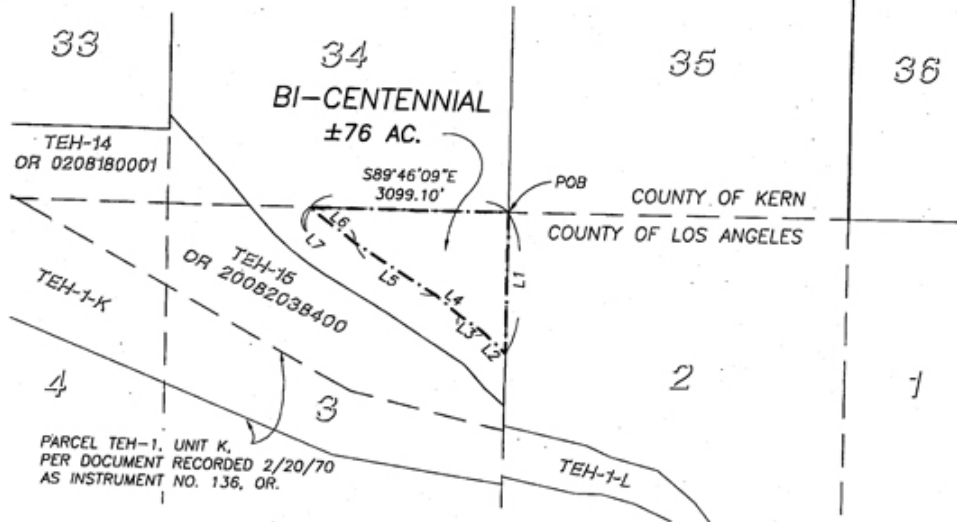 33
34
35
36
BI-CENTENNIAL
±76 AC.
TEH-14
OR 0208180001
S89°46'09"E
3099.10'
POB
COUNTY OF KERN
COUNTY OF LOS ANGELES
L6
L7
L5
L4
L3
L2
L1
TEH-15
OR 20082038400
TEH-1-K
4
3
2
1
PARCEL TEH-1, UNIT K,
PER DOCUMENT RECORDED 2/20/70
AS INSTRUMENT NO. 136, OR.
TEH-1-L